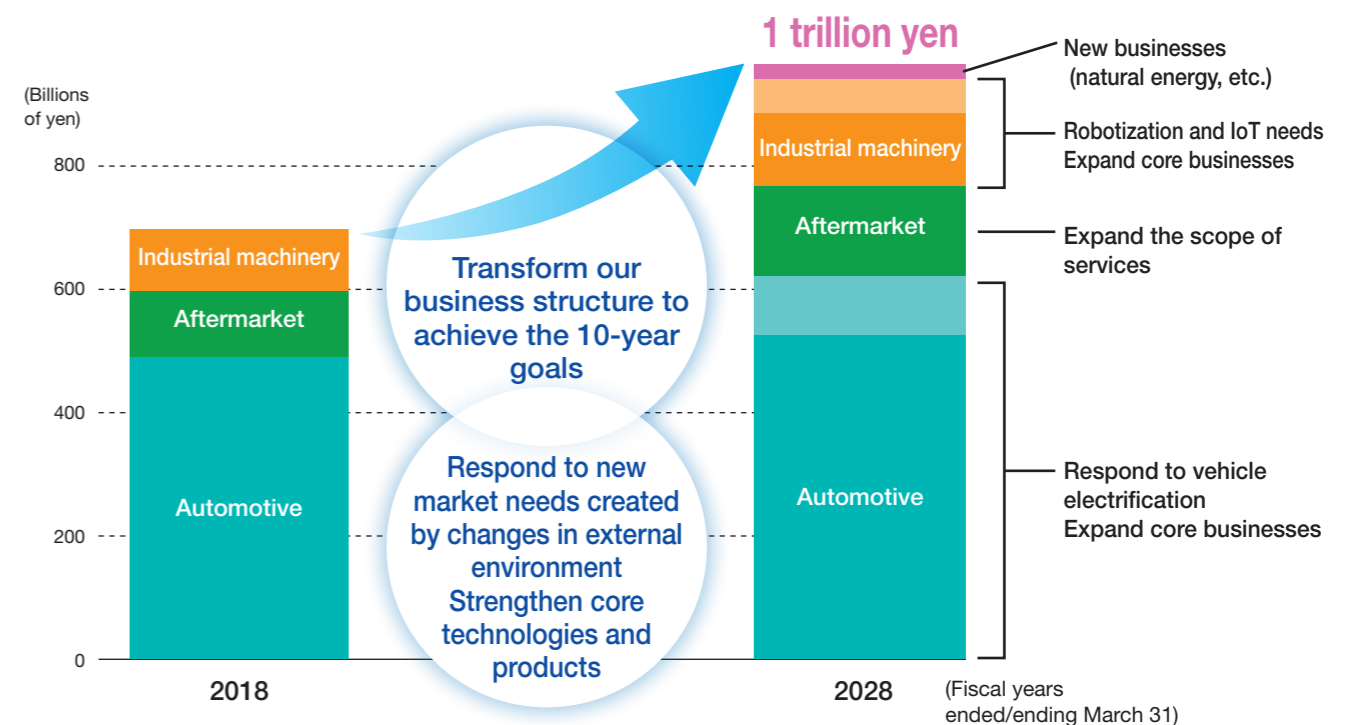 1 trillion yen
New businesses
(natural energy, etc.)
(Billions
of yen)
Robotization and IoT needs
Expand core businesses
Industrial machinery
800
Aftermarket
Expand the scope of
services
Industrial machinery
Transform our
business structure to
achieve the 10-year
goals
600
Aftermarket
400
Respond to new
market needs created
by changes in external
environment
Strengthen core
technologies and
products
Respond to vehicle
electrification
Expand core businesses
Automotive
Automotive
200
0
2018
2028
(Fiscal years
ended/ending March 31)